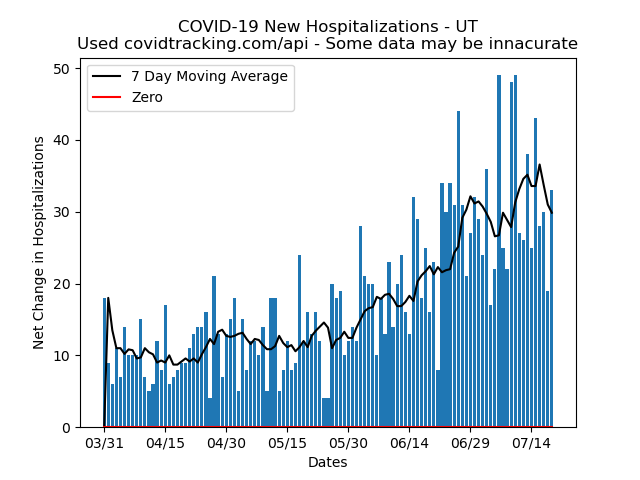 COVID-19 New Hospitalizations - UT
Used covidtracking.com/api - Some data may be innacurate
7 Day Moving Average
Zero
Net Change in Hospitalizations
50
40
30
20
10
0
03/31 04/15 04/30 05/15 05/30 06/14 06/29 07/14
Dates